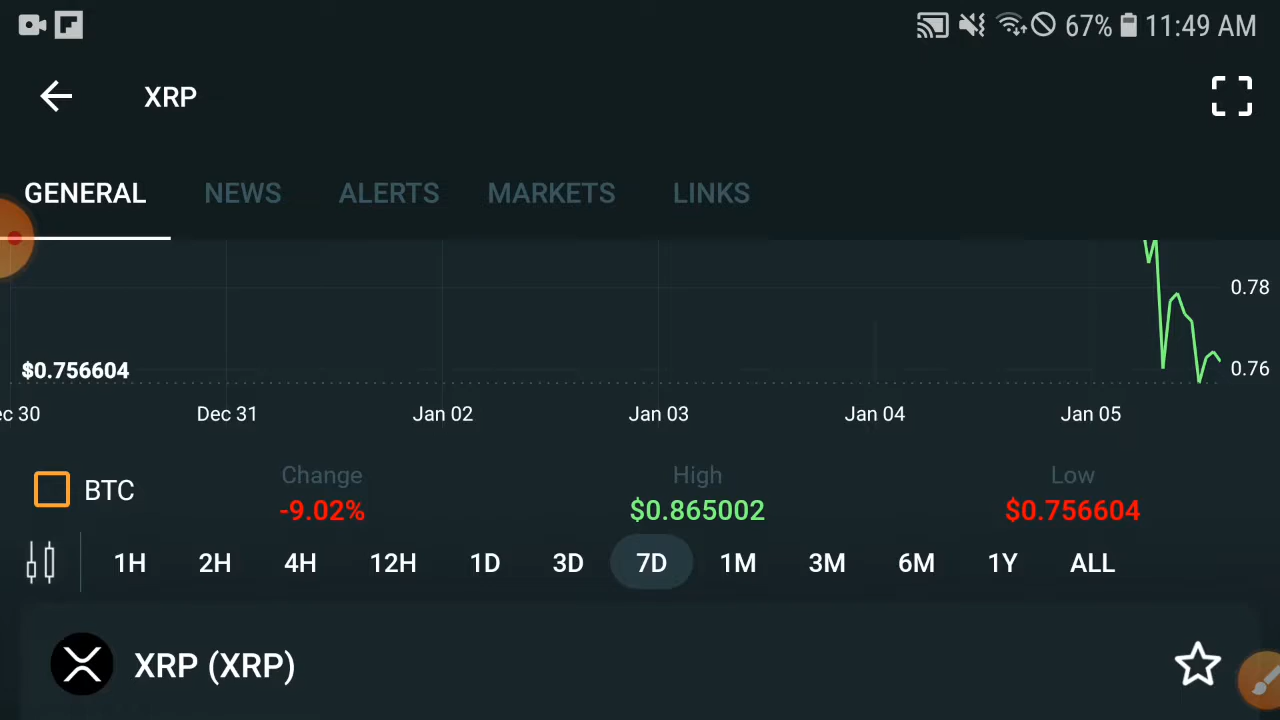 67% 11:49 AM
XRP
GENERAL NEWS ALERTS MARKETS LINKS
0.78
$0.756604 0.76
ec 30 Dec 31 Jan 02 Jan 03 Jan 04 Jan 05
Change High Low
BTC -9.02% $0.865002 $0.756604
1H 2H 4H 12H 1D 3D 7D 1M 3M 6M 1Y ALL
XRP (XRP)